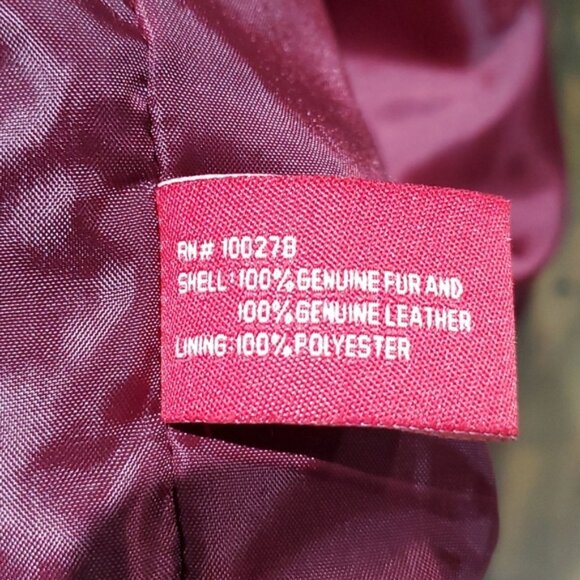 RN# 100278
SHELL: 100% GENUINE FUR AND
100% GENUINE LEATHER
LINING: 100% POLYESTER